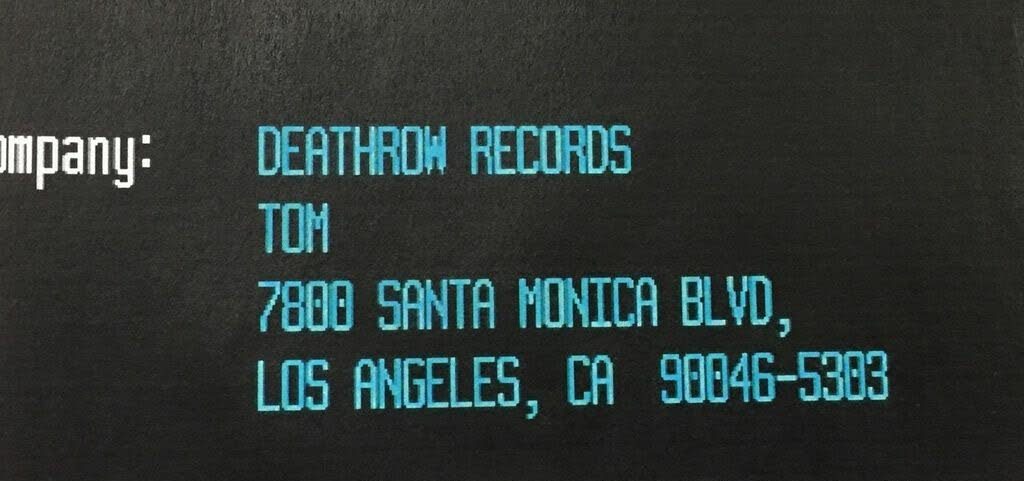 ompany: DEATHROW RECORDS
TOM
7800 SANTA MONICA BLVD,
LOS ANGELES, CA 90046-5303